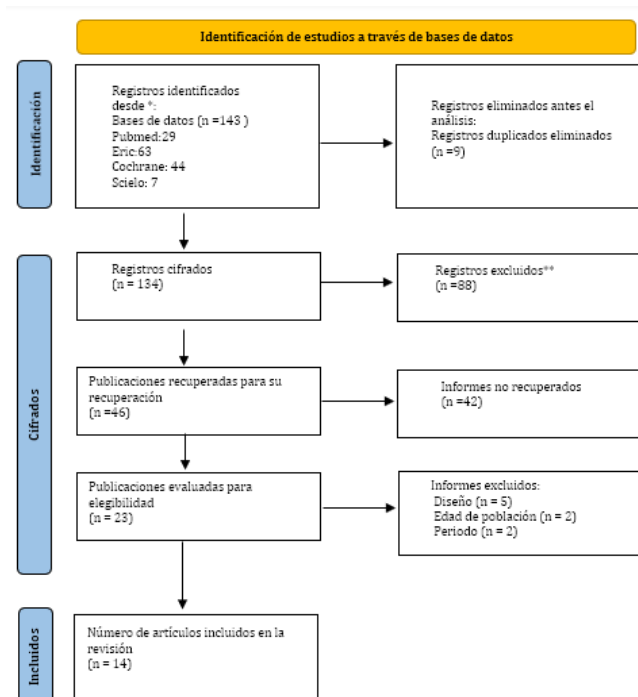 Identificación de estudios a través de bases de datos
Identificación
Registros identificados
desde *:
Bases de datos (n =143 )
Pubmed:29
Eric:63
Cochrane: 44
Scielo: 7
Registros eliminados antes el
análisis:
Registros duplicados eliminados
(n =9)
Cifrados
Registros cifrados
(n = 134)
Registros excluidos**
(n =88)
Publicaciones recuperadas para su
recuperación
(n =46)
Informes no recuperados
(n =42)
Publicaciones evaluadas para
elegibilidad
(n = 23)
Informes excluidos:
Diseño (n = 5)
Edad de población (n = 2)
Periodo (n = 2)
Incluidos
Número de artículos incluidos en la
revisión
(n = 14)